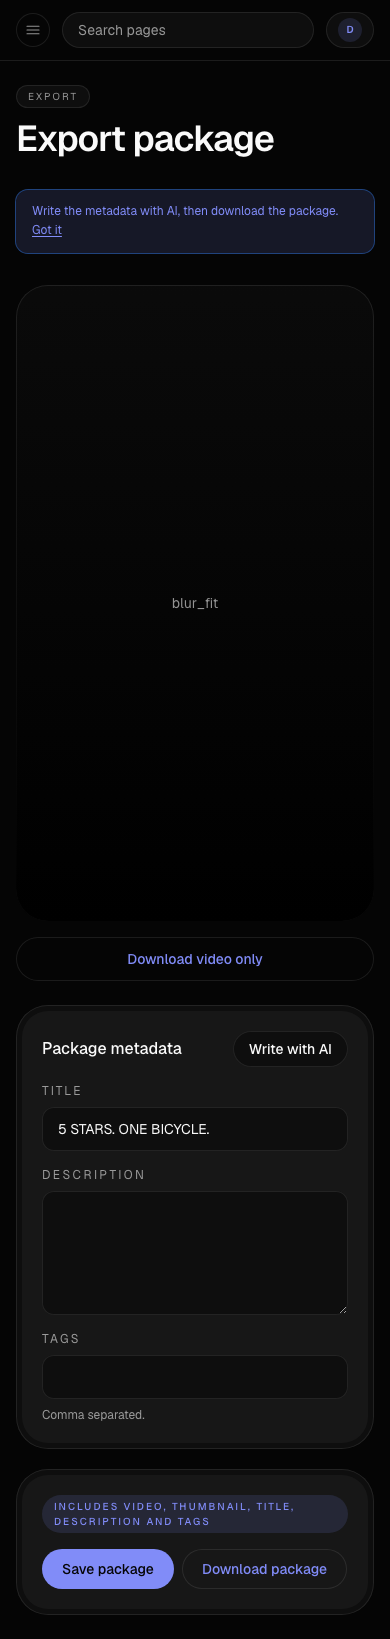 Search pages
D
EXPORT
Export package
Write the metadata with AI, then download the package.
Got it
blur_fit
Download video only
Package metadata
Write with AI
TITLE
5 STARS. ONE BICYCLE.
DESCRIPTION
TAGS
Comma separated.
INCLUDES VIDEO, THUMBNAIL, TITLE,
DESCRIPTION AND TAGS
Save package
Download package